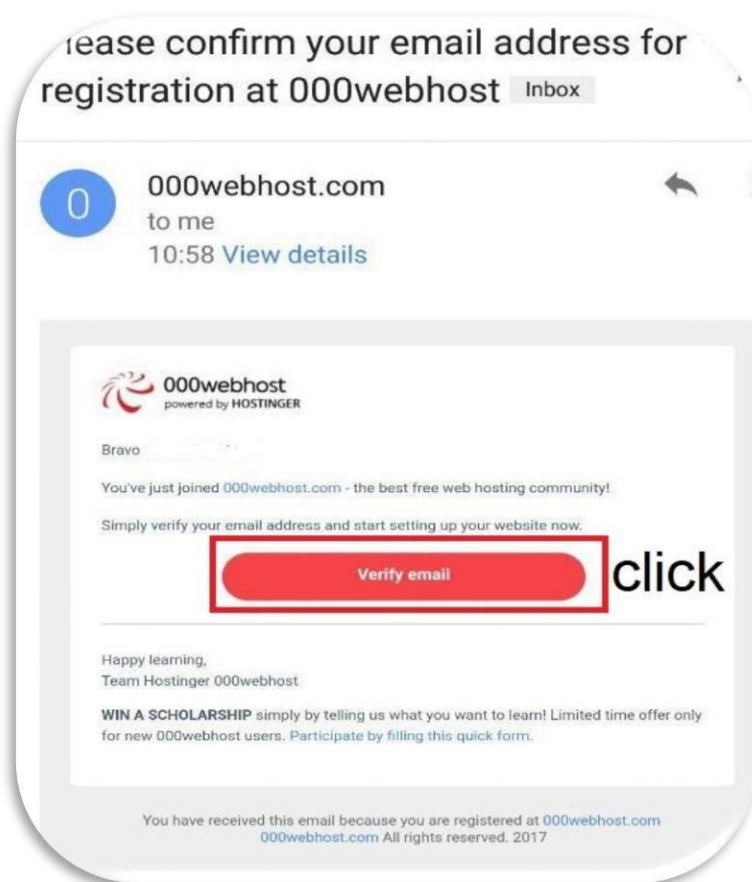 lease confirm your email address for
registration at 000webhost Inbox
0
000webhost.com
to me
10:58 View details
000webhost
powered by HOSTINGER
Bravo
You've just joined 000webhost.com - the best free web hosting community!
Simply verify your email address and start setting up your website now.
Verify email
click
Happy learning,
Team Hostinger 000webhost
WIN A SCHOLARSHIP simply by telling us what you want to learn! Limited time offer only
for new 000webhost users. Participate by filling this quick form.
You have received this email because you are registered at 000webhost.com
000webhost.com All rights reserved. 2017